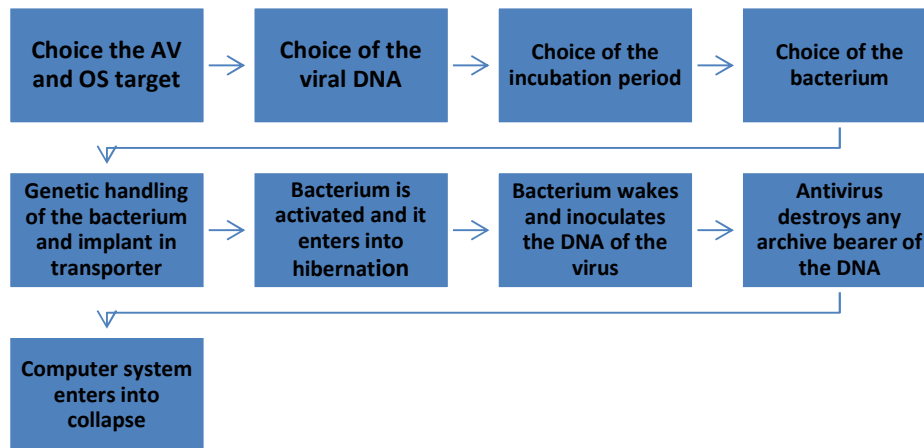 Choice the AV
and OS target
Choice of the
viral DNA
Choice of the
incubation period
Choice of the
bacterium
Genetic handling
of the bacterium
and implant in
transporter
Bacterium is
activated and it
enters into
hibernation
Bacterium wakes
and inoculates
the DNA of the
virus
Antivirus
destroys any
archive bearer of
the DNA
Computer system
enters into
collapse